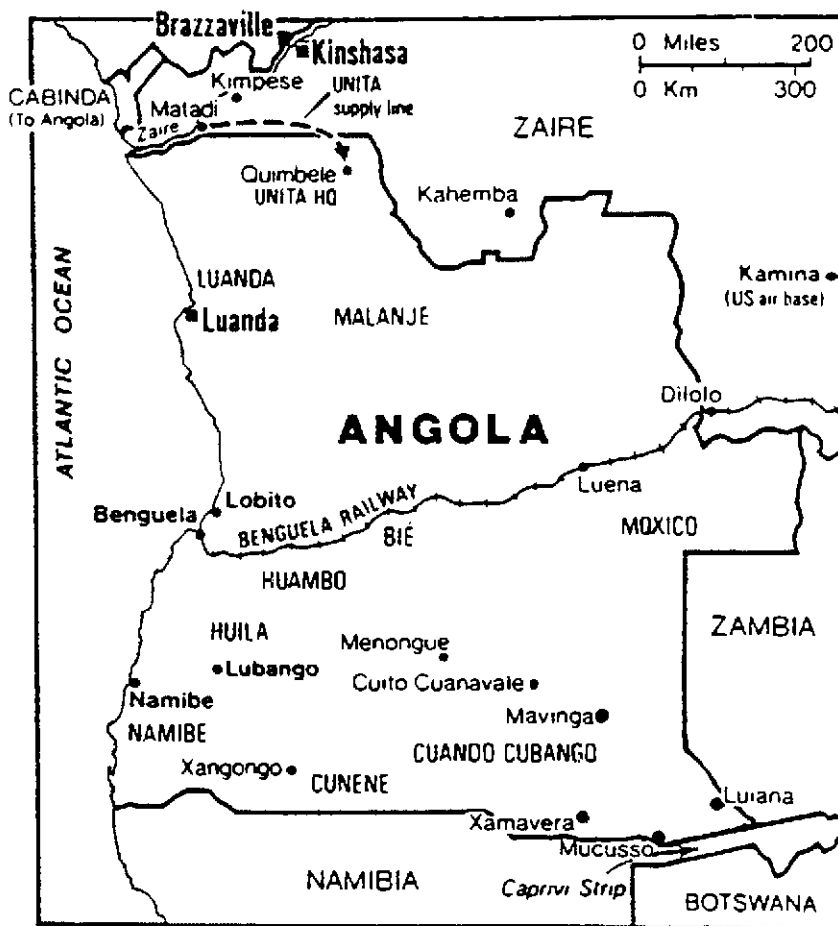 Brazzaville
Kinshasa
0 Miles 200
0 Km 300
Kimpese
UNITA
supply line
CABINDA
(To Angola)
Matadi
Zaire
ZAIRE
Quimbele
UNITA HQ
Kahemba
ATLANTIC OCEAN
LUANDA
Luanda
MALANJE
Kamina
(US air base)
Dilolo
ANGOLA
Luena
Lobito
Benguela
BENGUELA RAILWAY
BIÉ
MOXICO
HUAMBO
HUILA
Lubango
Menongue
ZAMBIA
Cuito Cuanavale
Namibe
NAMIBE
Mavinga
CUANDO CUBANGO
Xangongo
CUNENE
Luiana
Xamavera
Mucusso
Caprivi Strip
NAMIBIA
BOTSWANA